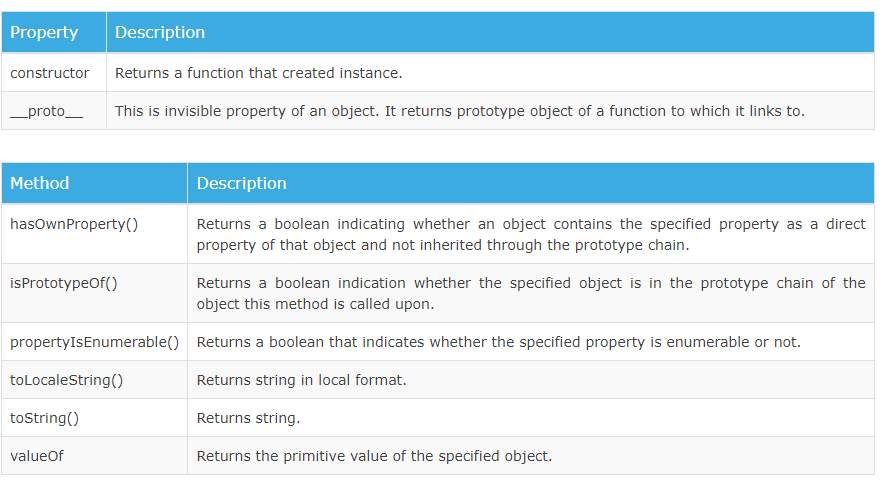 Property Description
constructor Returns a function that created instance.
__proto__ This is invisible property of an object. It returns prototype object of a function to which it links to.
Method Description
hasOwnProperty() Returns a boolean indicating whether an object contains the specified property as a direct
property of that object and not inherited through the prototype chain.
isPrototypeOf() Returns a boolean indication whether the specified object is in the prototype chain of the
object this method is called upon.
propertyIsEnumerable() Returns a boolean that indicates whether the specified property is enumerable or not.
toLocaleString() Returns string in local format.
toString() Returns string.
valueOf Returns the primitive value of the specified object.